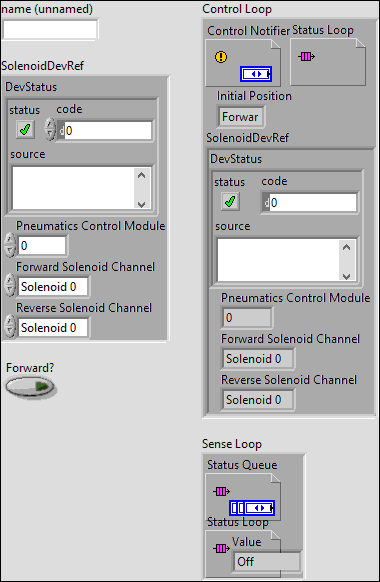 name (unnamed)
SolenoidDevRef
DevStatus
status code
d 0
source
Pneumatics Control Module
0
Forward Solenoid Channel
Solenoid 0
Reverse Solenoid Channel
Solenoid 0
Forward?
Control Loop
Control Notifier Status Loop
Initial Position
Forwar
SolenoidDevRef
DevStatus
status code
d 0
source
Pneumatics Control Module
0
Forward Solenoid Channel
Solenoid 0
Reverse Solenoid Channel
Solenoid 0
Sense Loop
Status Queue
Status Loop
Value
Off